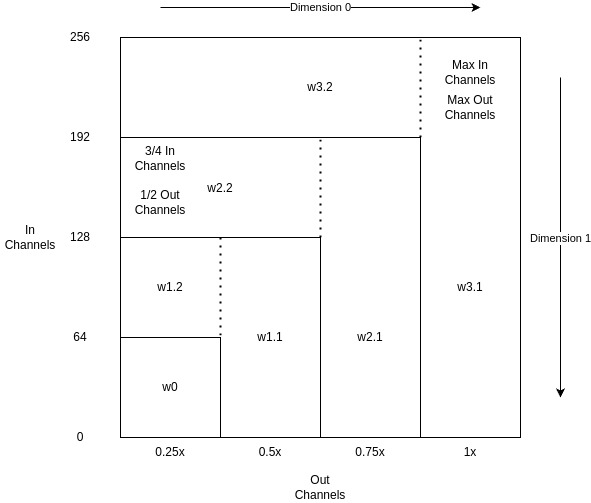 Dimension 0
256
Max In
Channels
w3.2
Max Out
Channels
192
3/4 In
Channels
1/2 Out
Channels
w2.2
In
Channels
128
Dimension 1
w1.2
w3.1
64
w1.1
w2.1
w0
0
0.25x
0.5x
0.75x
1x
Out
Channels